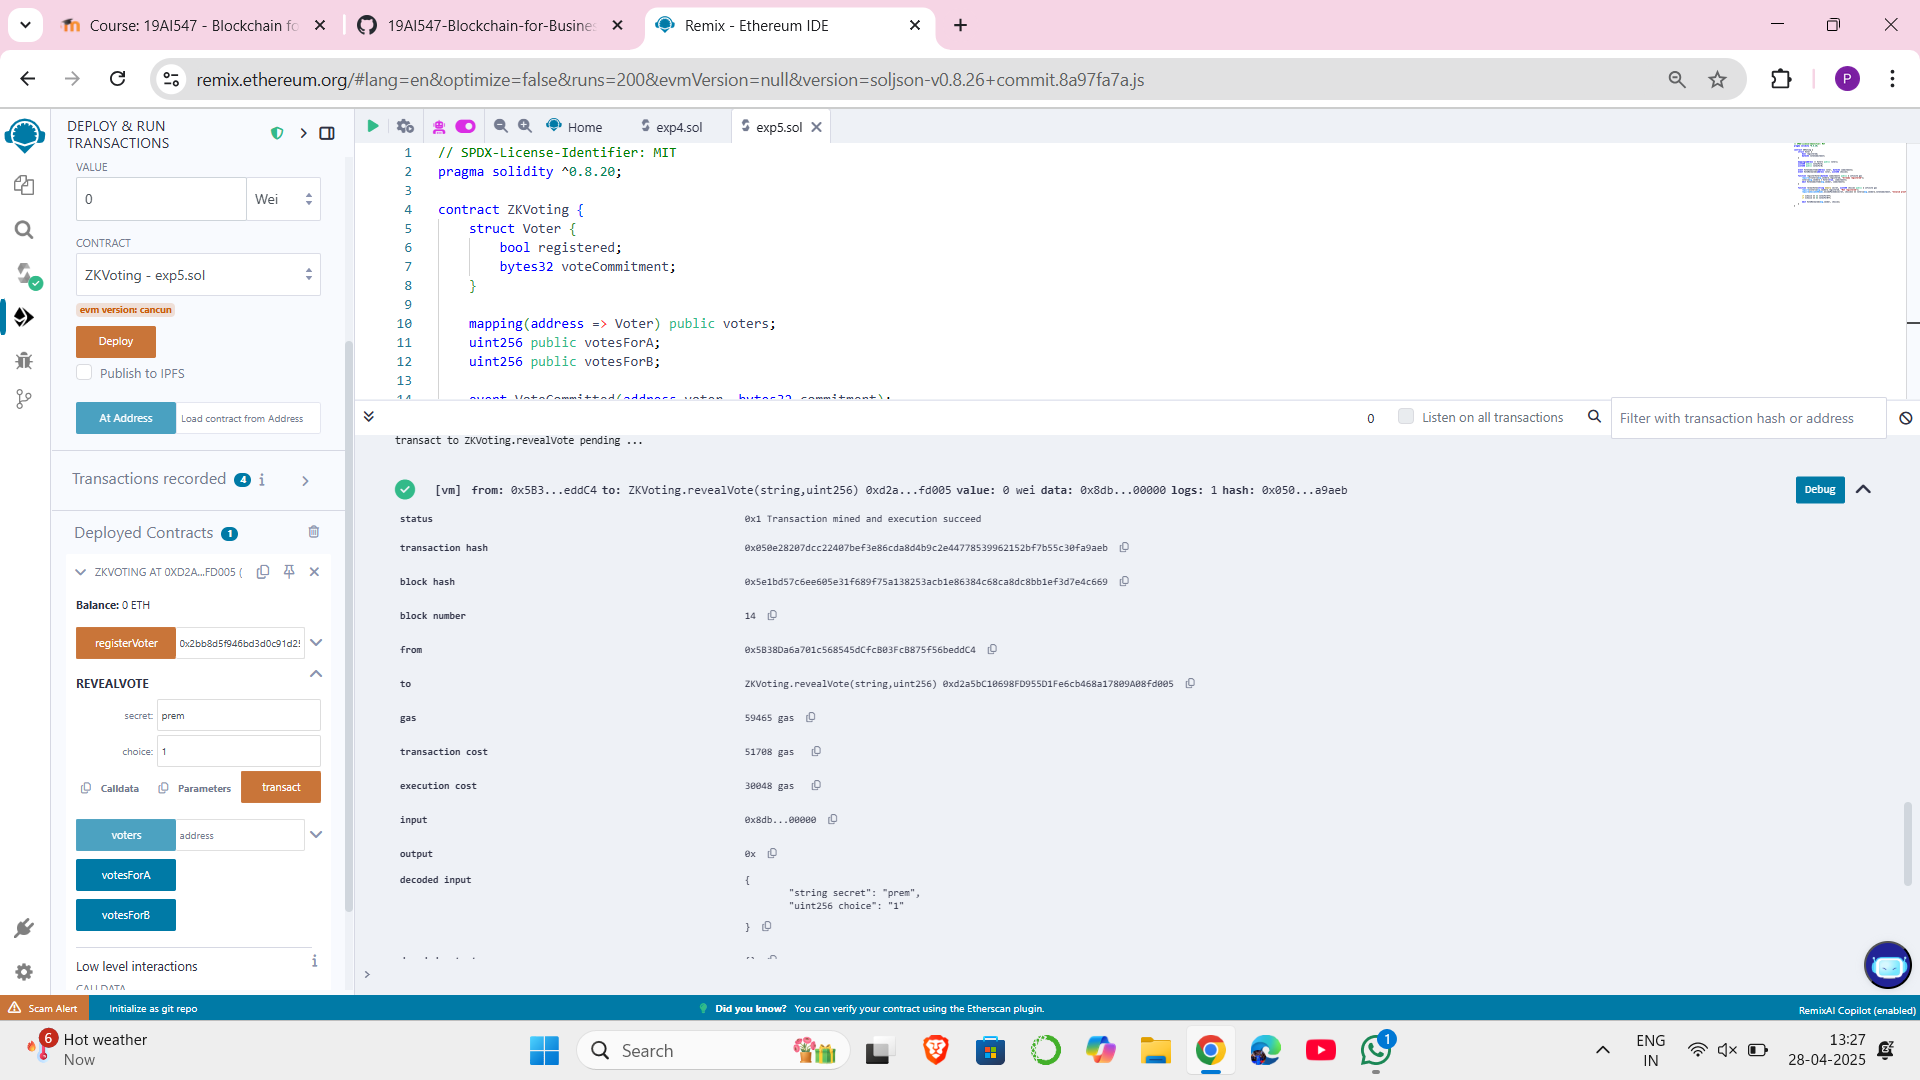 Course: 19AI547 - Blockchain fo
19AI547-Blockchain-for-Busines
Remix - Ethereum IDE
remix.ethereum.org/#lang=en&optimize=false&runs=200&evmVersion=null&version=soljson-v0.8.26+commit.8a97fa7a.js
P
DEPLOY & RUN
TRANSACTIONS
VALUE
0
Wei
CONTRACT
ZKVoting - exp5.sol
evm version: cancun
Deploy
Publish to IPFS
At Address
Load contract from Address
Transactions recorded 4 i
Deployed Contracts 1
ZKVOTING AT 0XD2A...FD005 (
Balance: 0 ETH
registerVoter
0x2bb8d5f946bd3d0c91d25
REVEALVOTE
secret:
prem
choice:
1
Calldata
Parameters
transact
voters
address
votesForA
votesForB
Low level interactions
i
CALLDATA
Home
exp4.sol
exp5.sol
1 // SPDX-License-Identifier: MIT
2 pragma solidity ^0.8.20;
3
4 contract ZKVoting {
5 struct Voter {
6 bool registered;
7 bytes32 voteCommitment;
8 }
9
10 mapping(address => Voter) public voters;
11 uint256 public votesForA;
12 uint256 public votesForB;
13
14 event VoteCommitted(address voter, bytes32 commitment);
0
Listen on all transactions
Filter with transaction hash or address
transact to ZKVoting.revealVote pending ...
[vm] from: 0x5B3...eddC4 to: ZKVoting.revealVote(string,uint256) 0xd2a...fd005 value: 0 wei data: 0x8db...00000 logs: 1 hash: 0x050...a9aeb
Debug
status 0x1 Transaction mined and execution succeed
transaction hash 0x050e28207dcc22407bef3e86cda8d4b9c2e44778539962152bf7b55c30fa9aeb
block hash 0x5e1bd57c6ee605e31f689f75a138253acb1e86384c68ca8dc8bb1ef3d7e4c669
block number 14
from 0x5B38Da6a701c568545dCfcB03FcB875f56beddC4
to ZKVoting.revealVote(string,uint256) 0xd2a5bC10698FD955D1Fe6cb468a17809A08fd005
gas 59465 gas
transaction cost 51708 gas
execution cost 30048 gas
input 0x8db...00000
output 0x
decoded input {
"string secret": "prem",
"uint256 choice": "1"
}
>
Scam Alert
Initialize as git repo
Did you know? You can verify your contract using the Etherscan plugin.
RemixAI Copilot (enabled)
6
Hot weather
Now
Search
1
ENG
IN
13:27
28-04-2025